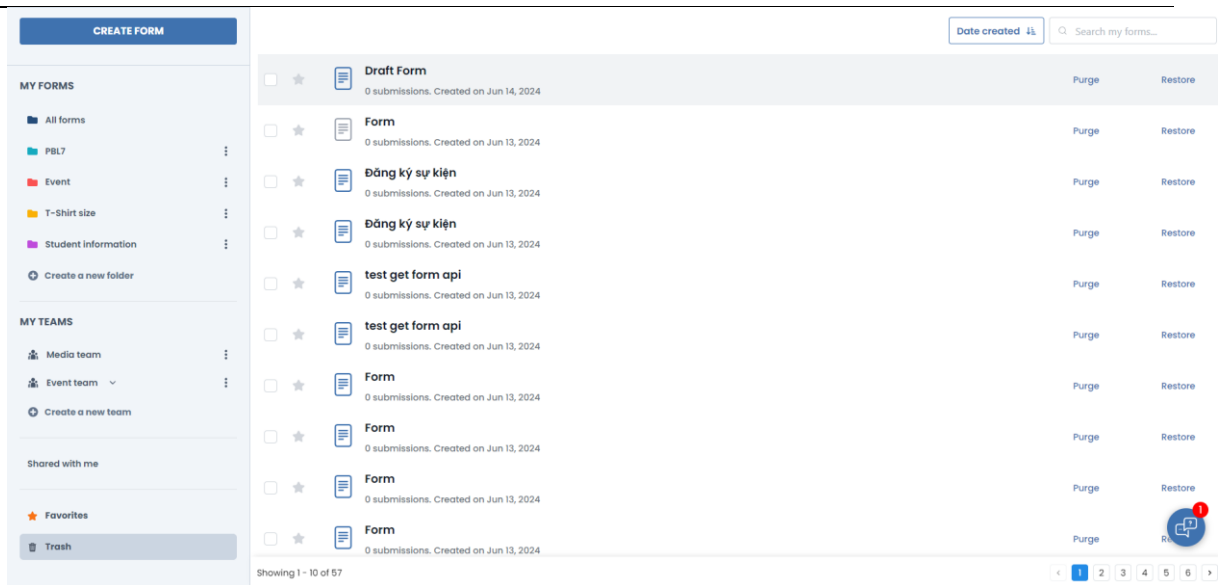 CREATE FORM
MY FORMS
All forms
PBL7
Event
T-Shirt size
Student information
Create a new folder
MY TEAMS
Media team
Event team
Create a new team
Shared with me
Favorites
Trash
Date created
Search my forms...
Draft Form
0 submissions. Created on Jun 14, 2024
Purge Restore
Form
0 submissions. Created on Jun 13, 2024
Purge Restore
Đăng ký sự kiện
0 submissions. Created on Jun 13, 2024
Purge Restore
Đăng ký sự kiện
0 submissions. Created on Jun 13, 2024
Purge Restore
test get form api
0 submissions. Created on Jun 13, 2024
Purge Restore
test get form api
0 submissions. Created on Jun 13, 2024
Purge Restore
Form
0 submissions. Created on Jun 13, 2024
Purge Restore
Form
0 submissions. Created on Jun 13, 2024
Purge Restore
Form
0 submissions. Created on Jun 13, 2024
Purge Restore
Form
0 submissions. Created on Jun 13, 2024
Purge
1
Showing 1 - 10 of 57
< 1 2 3 4 5 6 >